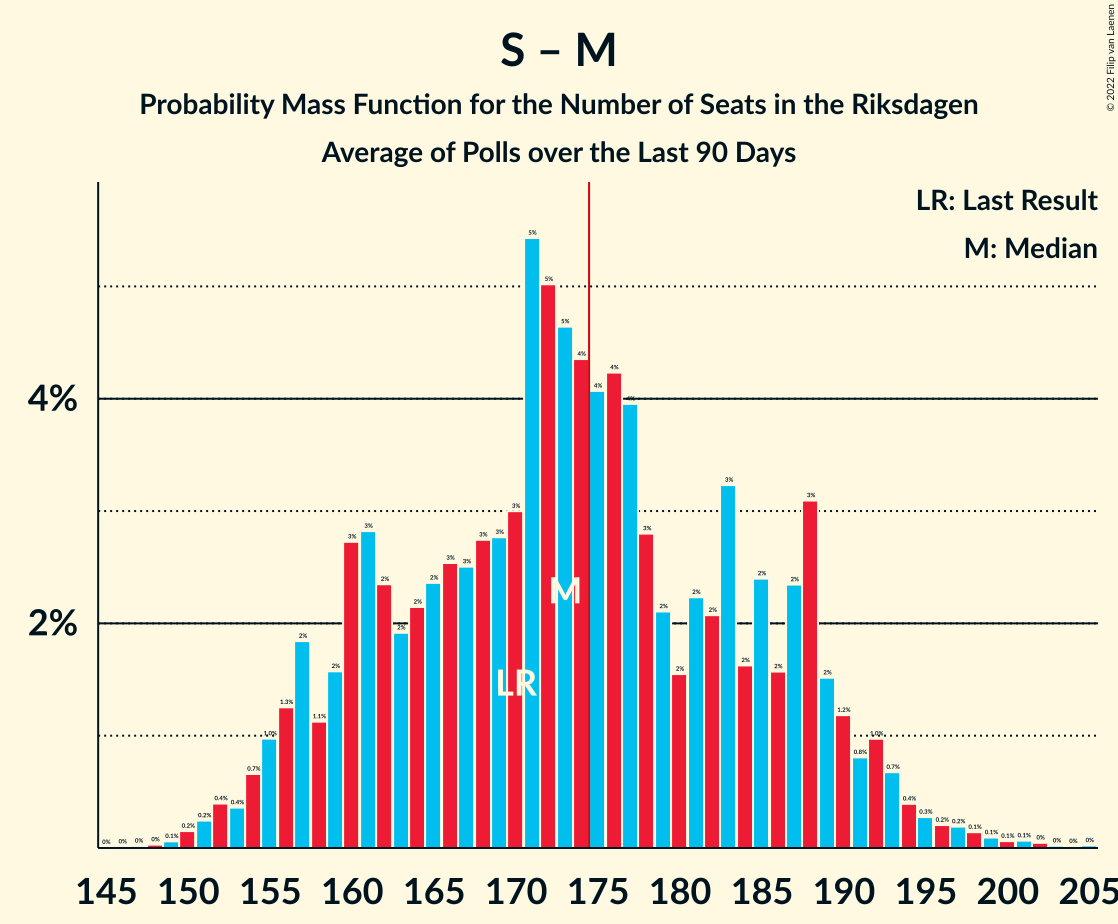 © 2022 Filip van Laenen
S – M
Probability Mass Function for the Number of Seats in the Riksdagen
Average of Polls over the Last 90 Days
LR: Last Result
M: Median
4%
2%
0% 0% 0% 0% 0.1% 0.2% 0.2% 0.4% 0.4% 0.7% 1.0% 1.3% 2% 1.1% 2% 3% 3% 2% 2% 2% 2% 3% 3% 3% 3% 3% 5% 5% 5% 4% 4% 4% 4% 3% 2% 2% 2% 2% 3% 2% 2% 2% 2% 3% 2% 1.2% 0.8% 1.0% 0.7% 0.4% 0.3% 0.2% 0.2% 0.1% 0.1% 0.1% 0.1% 0% 0% 0% 0%
M
LR
145 150 155 160 165 170 175 180 185 190 195 200 205